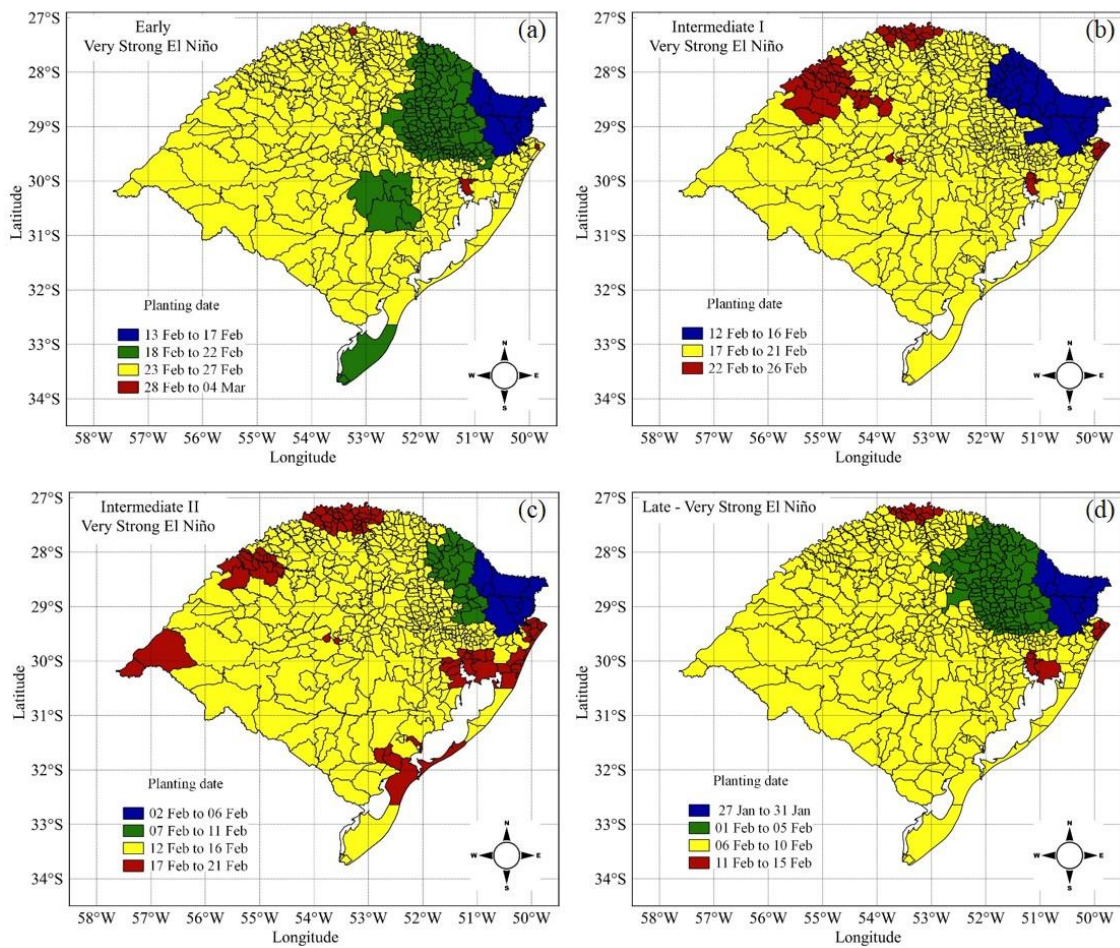 27°S
28°S
29°S
30°S
31°S
32°S
33°S
34°S
Latitude
Early
Very Strong El Niño
(a)
Planting date
13 Feb to 17 Feb
18 Feb to 22 Feb
23 Feb to 27 Feb
28 Feb to 04 Mar
N
W
E
S
58°W 57°W 56°W 55°W 54°W 53°W 52°W 51°W 50°W
Longitude
27°S
28°S
29°S
30°S
31°S
32°S
33°S
34°S
Latitude
Intermediate I
Very Strong El Niño
(b)
Planting date
12 Feb to 16 Feb
17 Feb to 21 Feb
22 Feb to 26 Feb
N
W
E
S
58°W 57°W 56°W 55°W 54°W 53°W 52°W 51°W 50°W
Longitude
27°S
28°S
29°S
30°S
31°S
32°S
33°S
34°S
Latitude
Intermediate II
Very Strong El Niño
(c)
Planting date
02 Feb to 06 Feb
07 Feb to 11 Feb
12 Feb to 16 Feb
17 Feb to 21 Feb
N
W
E
S
58°W 57°W 56°W 55°W 54°W 53°W 52°W 51°W 50°W
Longitude
27°S
28°S
29°S
30°S
31°S
32°S
33°S
34°S
Latitude
Late - Very Strong El Niño
(d)
Planting date
27 Jan to 31 Jan
01 Feb to 05 Feb
06 Feb to 10 Feb
11 Feb to 15 Feb
N
W
E
S
58°W 57°W 56°W 55°W 54°W 53°W 52°W 51°W 50°W
Longitude